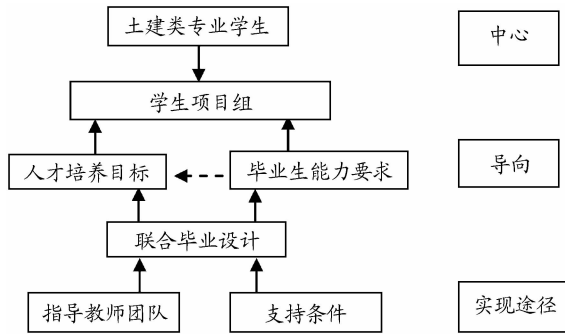 土建类专业学生
中心
学生项目组
人才培养目标
毕业生能力要求
导向
联合毕业设计
指导教师团队
支持条件
实现途径